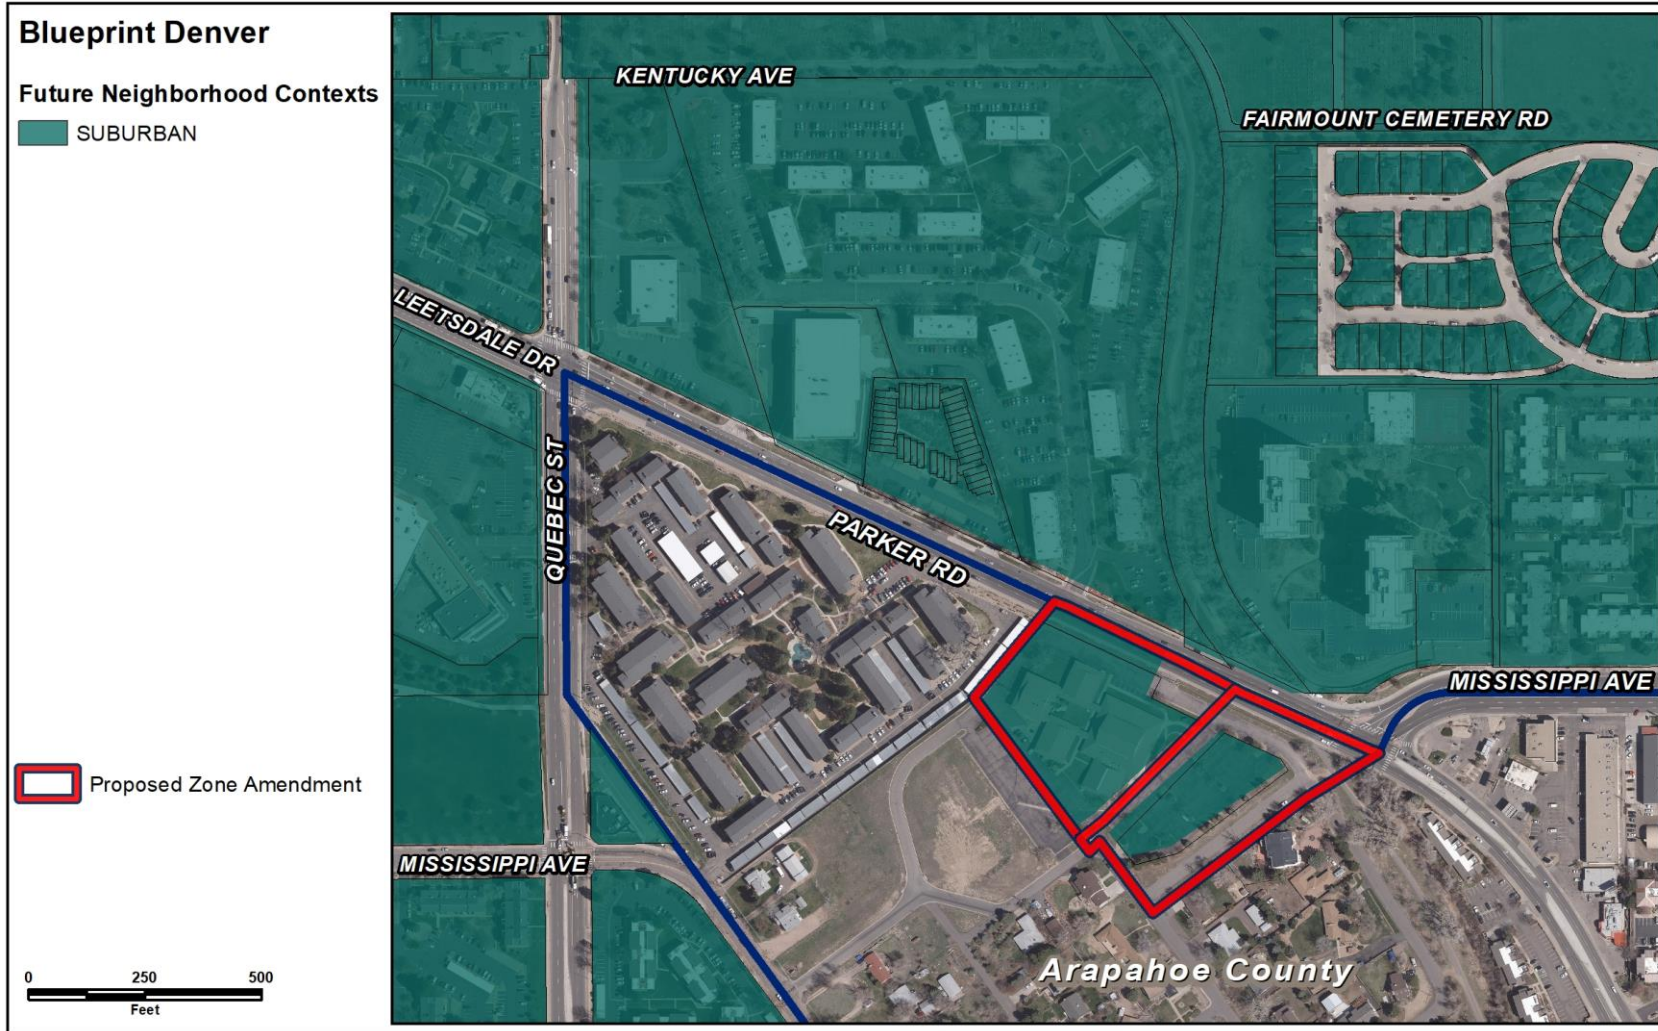 Blueprint Denver
Future Neighborhood Contexts
SUBURBAN
Proposed Zone Amendment
0 250 500
Feet
KENTUCKY AVE
FAIRMOUNT CEMETERY RD
LEETSDALE DR
QUEBEC ST
PARKER RD
MISSISSIPPI AVE
MISSISSIPPI AVE
Arapahoe County